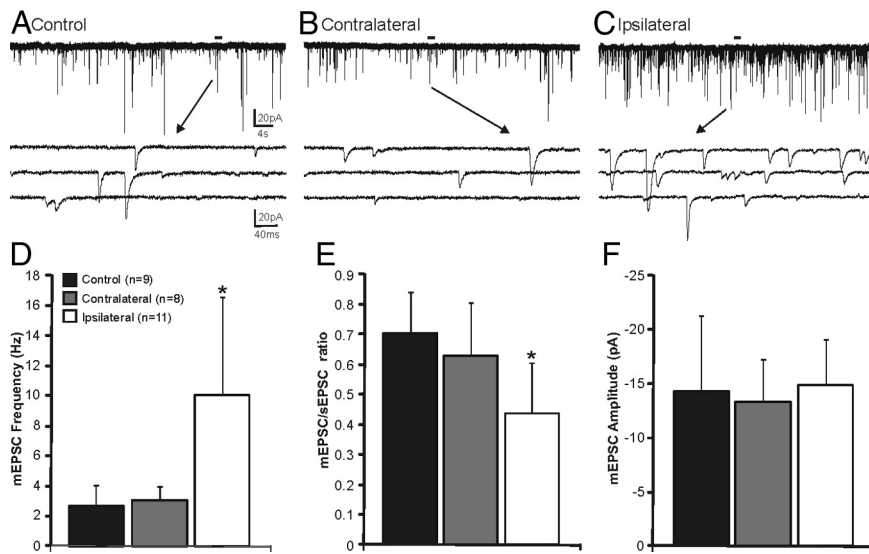 A Control
B Contralateral
C Ipsilateral
20pA
4s
20pA
40ms
D
mEPSC Frequency (Hz)
18
16
14
12
10
8
6
4
2
0
Control (n=9)
Contralateral (n=8)
Ipsilateral (n=11)
*
E
mEPSC/sEPSC ratio
0.9
0.8
0.7
0.6
0.5
0.4
0.3
0.2
0.1
0
*
F
mEPSC Amplitude (pA)
-25
-20
-15
-10
-5
-0